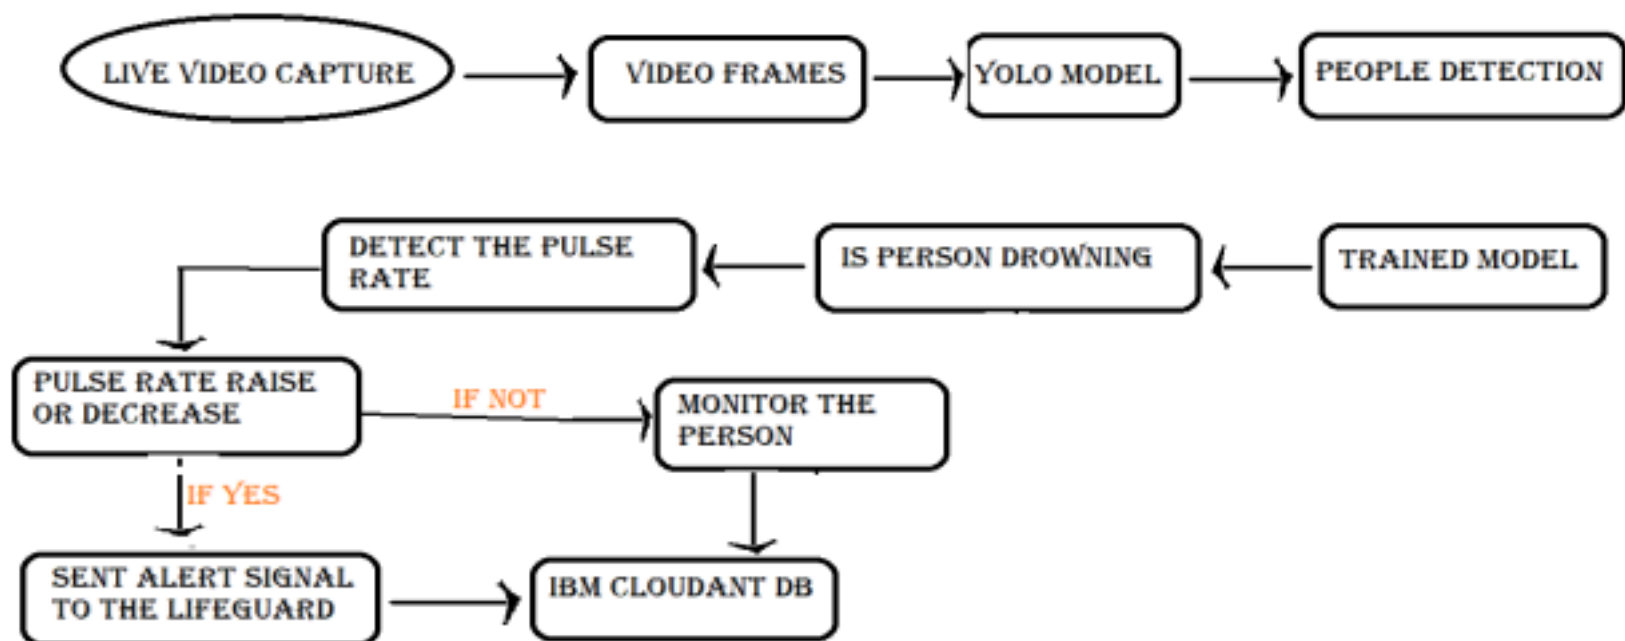 LIVE VIDEO CAPTURE
VIDEO FRAMES
YOLO MODEL
PEOPLE DETECTION
TRAINED MODEL
IS PERSON DROWNING
DETECT THE PULSE
RATE
PULSE RATE RAISE
OR DECREASE
IF NOT
MONITOR THE
PERSON
IF YES
SENT ALERT SIGNAL
TO THE LIFEGUARD
IBM CLOUDANT DB